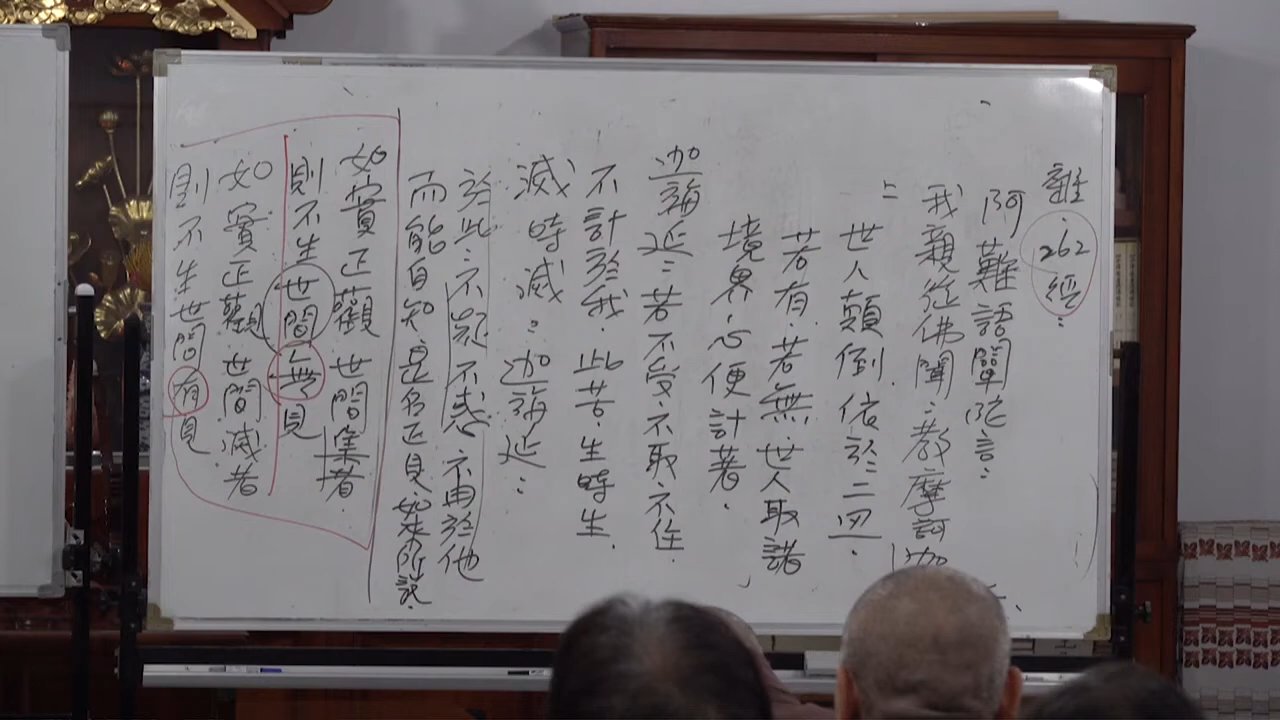 雜·262經：
阿難語闡陀言：
我親從佛聞：教摩訶迦
二
世人顛倒·依於二邊·
若有·若無·世人取諸
境界·心便計著·
迦旃延：若不受·不取·不住·
不計於我·此苦·生時生·
滅時滅：迦旃延：
於此：不疑·不惑·不由於他
而能自知·是名正見·如來所說·
如實正觀世間集者·
則不生世間無見
如實正觀·世間滅者
則不生世間有見